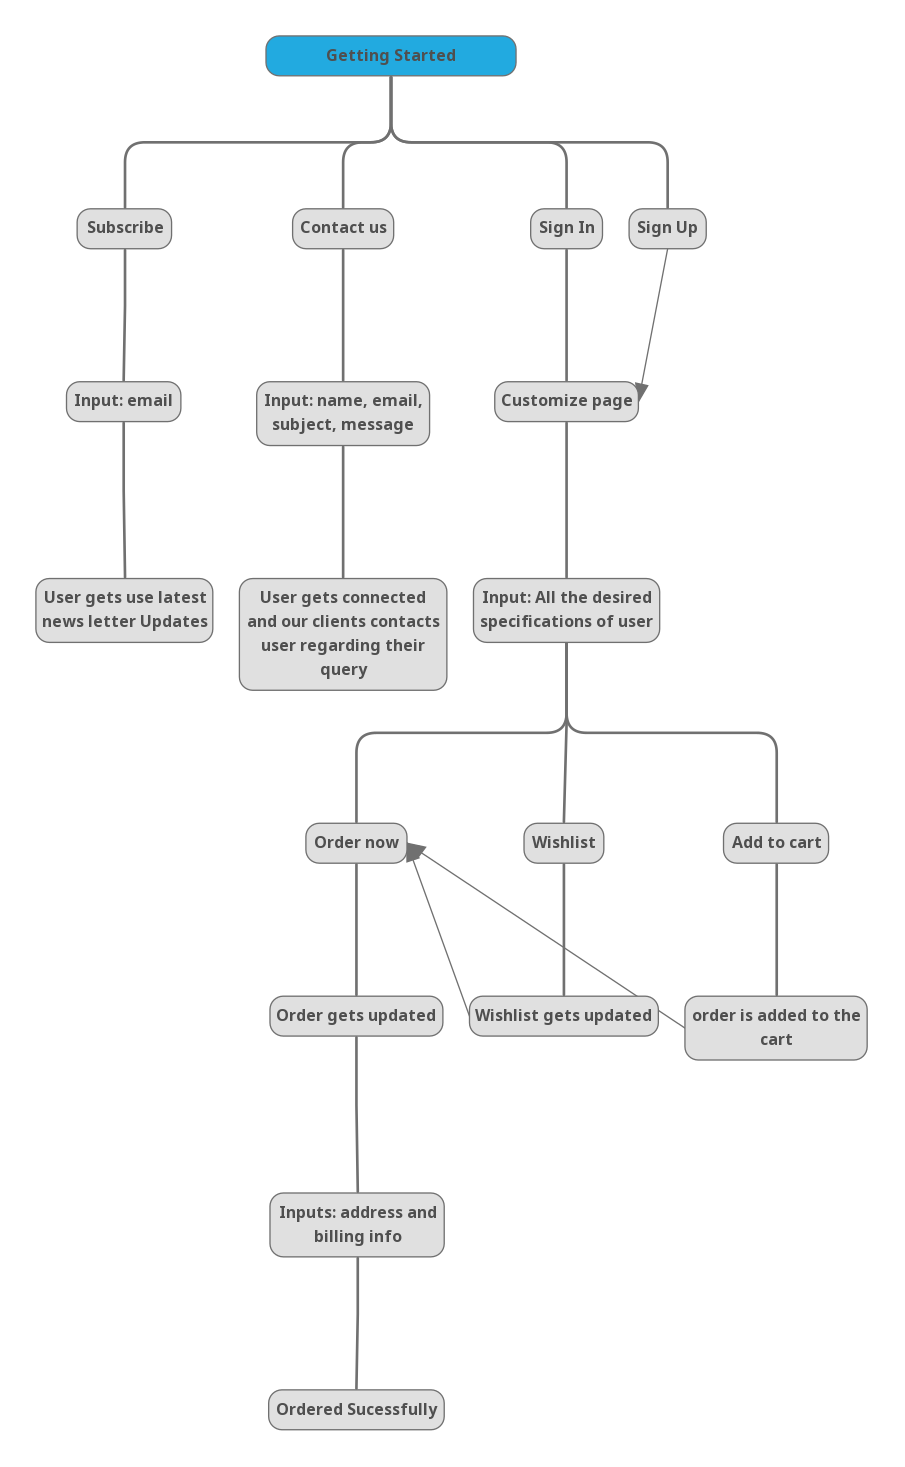 Getting Started
Subscribe
Contact us
Sign In
Sign Up
Input: email
Input: name, email,
subject, message
Customize page
User gets use latest
news letter Updates
User gets connected
and our clients contacts
user regarding their
query
Input: All the desired
specifications of user
Order now
Wishlist
Add to cart
Order gets updated
Wishlist gets updated
order is added to the
cart
Inputs: address and
billing info
Ordered Sucessfully